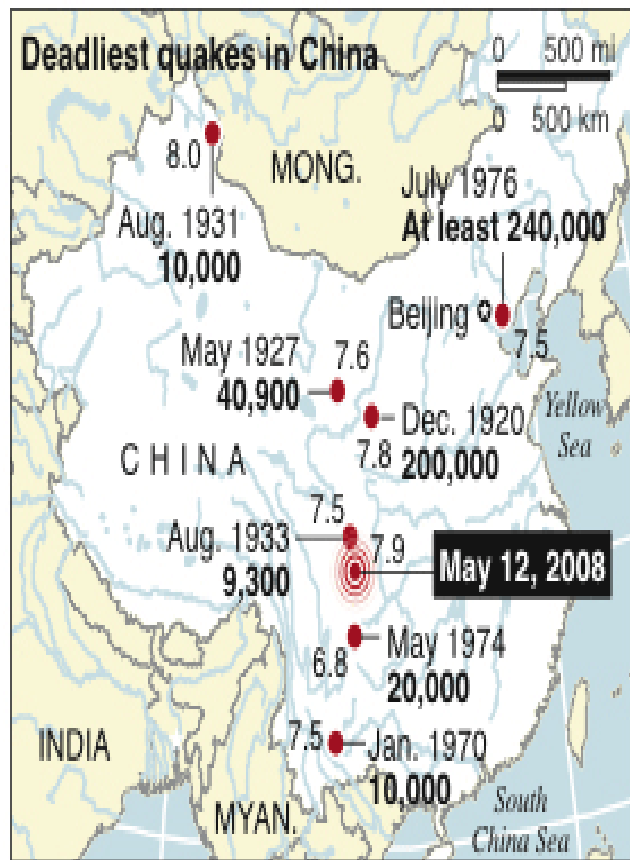 Deadliest quakes in China
0 500 mi
0 500 km
MONG.
8.0
Aug. 1931
10,000
July 1976
At least 240,000
Beijing
7.5
May 1927
40,900
7.6
Dec. 1920
200,000
7.8
Yellow
Sea
CHINA
7.5
Aug. 1933
9,300
7.9
May 12, 2008
May 1974
20,000
6.8
INDIA
7.5
Jan. 1970
10,000
MYAN.
South
China Sea